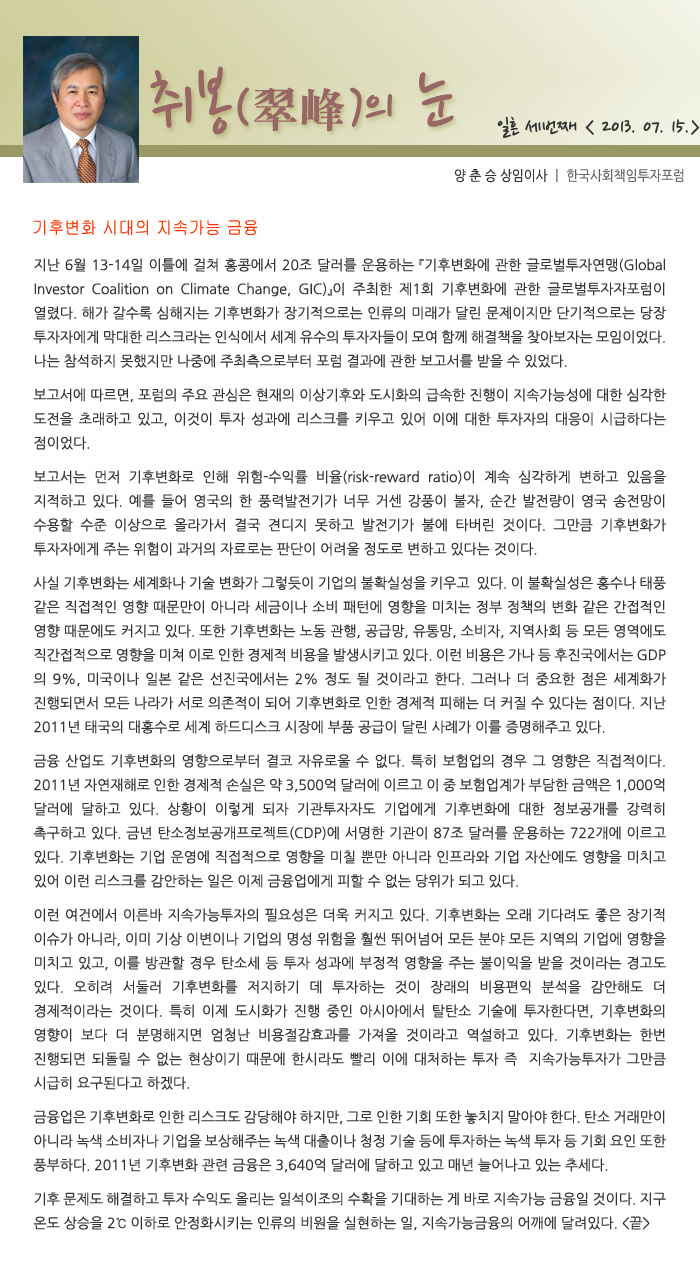 취봉(翠峰)의 눈
일흔 세번째 < 2013. 07. 15.>
양 춘 승 상임이사 | 한국사회책임투자포럼
기후변화 시대의 지속가능 금융
지난 6월 13-14일 이틀에 걸쳐 홍콩에서 20조 달러를 운용하는 『기후변화에 관한 글로벌투자연맹(Global
Investor Coalition on Climate Change, GIC)』이 주최한 제1회 기후변화에 관한 글로벌투자자포럼이
열렸다. 해가 갈수록 심해지는 기후변화가 장기적으로는 인류의 미래가 달린 문제이지만 단기적으로는 당장
투자자에게 막대한 리스크라는 인식에서 세계 유수의 투자자들이 모여 함께 해결책을 찾아보자는 모임이었다.
나는 참석하지 못했지만 나중에 주최측으로부터 포럼 결과에 관한 보고서를 받을 수 있었다.
보고서에 따르면, 포럼의 주요 관심은 현재의 이상기후와 도시화의 급속한 진행이 지속가능성에 대한 심각한
도전을 초래하고 있고, 이것이 투자 성과에 리스크를 키우고 있어 이에 대한 투자자의 대응이 시급하다는
점이었다.
보고서는 먼저 기후변화로 인해 위험-수익률 비율(risk-reward ratio)이 계속 심각하게 변하고 있음을
지적하고 있다. 예를 들어 영국의 한 풍력발전기가 너무 거센 강풍이 불자, 순간 발전량이 영국 송전망이
수용할 수준 이상으로 올라가서 결국 견디지 못하고 발전기가 불에 타버린 것이다. 그만큼 기후변화가
투자자에게 주는 위험이 과거의 자료로는 판단이 어려울 정도로 변하고 있다는 것이다.
사실 기후변화는 세계화나 기술 변화가 그렇듯이 기업의 불확실성을 키우고 있다. 이 불확실성은 홍수나 태풍
같은 직접적인 영향 때문만이 아니라 세금이나 소비 패턴에 영향을 미치는 정부 정책의 변화 같은 간접적인
영향 때문에도 커지고 있다. 또한 기후변화는 노동 관행, 공급망, 유통망, 소비자, 지역사회 등 모든 영역에도
직간접적으로 영향을 미쳐 이로 인한 경제적 비용을 발생시키고 있다. 이런 비용은 가나 등 후진국에서는 GDP
의 9%, 미국이나 일본 같은 선진국에서는 2% 정도 될 것이라고 한다. 그러나 더 중요한 점은 세계화가
진행되면서 모든 나라가 서로 의존적이 되어 기후변화로 인한 경제적 피해는 더 커질 수 있다는 점이다. 지난
2011년 태국의 대홍수로 세계 하드디스크 시장에 부품 공급이 달린 사례가 이를 증명해주고 있다.
금융 산업도 기후변화의 영향으로부터 결코 자유로울 수 없다. 특히 보험업의 경우 그 영향은 직접적이다.
2011년 자연재해로 인한 경제적 손실은 약 3,500억 달러에 이르고 이 중 보험업계가 부담한 금액은 1,000억
달러에 달하고 있다. 상황이 이렇게 되자 기관투자자도 기업에게 기후변화에 대한 정보공개를 강력히
촉구하고 있다. 금년 탄소정보공개프로젝트(CDP)에 서명한 기관이 87조 달러를 운용하는 722개에 이르고
있다. 기후변화는 기업 운영에 직접적으로 영향을 미칠 뿐만 아니라 인프라와 기업 자산에도 영향을 미치고
있어 이런 리스크를 감안하는 일은 이제 금융업에게 피할 수 없는 당위가 되고 있다.
이런 여건에서 이른바 지속가능투자의 필요성은 더욱 커지고 있다. 기후변화는 오래 기다려도 좋은 장기적
이슈가 아니라, 이미 기상 이변이나 기업의 명성 위험을 훨씬 뛰어넘어 모든 분야 모든 지역의 기업에 영향을
미치고 있고, 이를 방관할 경우 탄소세 등 투자 성과에 부정적 영향을 주는 불이익을 받을 것이라는 경고도
있다. 오히려 서둘러 기후변화를 저지하기 데 투자하는 것이 장래의 비용편익 분석을 감안해도 더
경제적이라는 것이다. 특히 이제 도시화가 진행 중인 아시아에서 탈탄소 기술에 투자한다면, 기후변화의
영향이 보다 더 분명해지면 엄청난 비용절감효과를 가져올 것이라고 역설하고 있다. 기후변화는 한번
진행되면 되돌릴 수 없는 현상이기 때문에 한시라도 빨리 이에 대처하는 투자 즉 지속가능투자가 그만큼
시급히 요구된다고 하겠다.
금융업은 기후변화로 인한 리스크도 감당해야 하지만, 그로 인한 기회 또한 놓치지 말아야 한다. 탄소 거래만이
아니라 녹색 소비자나 기업을 보상해주는 녹색 대출이나 청정 기술 등에 투자하는 녹색 투자 등 기회 요인 또한
풍부하다. 2011년 기후변화 관련 금융은 3,640억 달러에 달하고 있고 매년 늘어나고 있는 추세다.
기후 문제도 해결하고 투자 수익도 올리는 일석이조의 수확을 기대하는 게 바로 지속가능 금융일 것이다. 지구
온도 상승을 2℃ 이하로 안정화시키는 인류의 비원을 실현하는 일, 지속가능금융의 어깨에 달려있다. <끝>